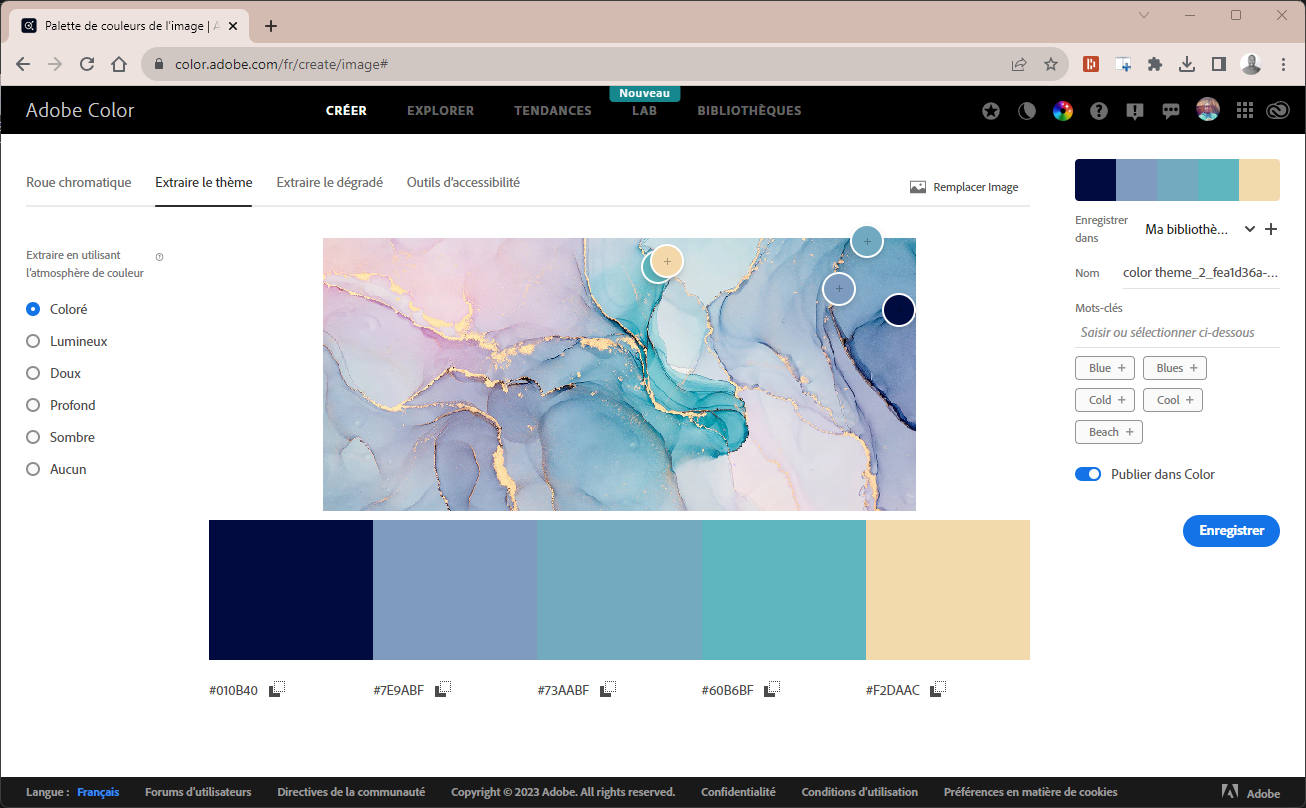 Palette de couleurs de l'image | A
color.adobe.com/fr/create/image#
Adobe Color
CRÉER
EXPLORER
TENDANCES
Nouveau
LAB
BIBLIOTHÈQUES
Roue chromatique
Extraire le thème
Extraire le dégradé
Outils d'accessibilité
Remplacer Image
Extraire en utilisant
l'atmosphère de couleur
Coloré
Lumineux
Doux
Profond
Sombre
Aucun
#010B40
#7E9ABF
#73AABF
#60B6BF
#F2DAAC
Enregistrer
dans
Ma bibliothè...
Nom
color theme_2_fea1d36a-...
Mots-clés
Saisir ou sélectionner ci-dessous
Blue +
Blues +
Cold +
Cool +
Beach +
Publier dans Color
Enregistrer
Langue : Français
Forums d'utilisateurs
Directives de la communauté
Copyright © 2023 Adobe. All rights reserved.
Confidentialité
Conditions d'utilisation
Préférences en matière de cookies
Adobe